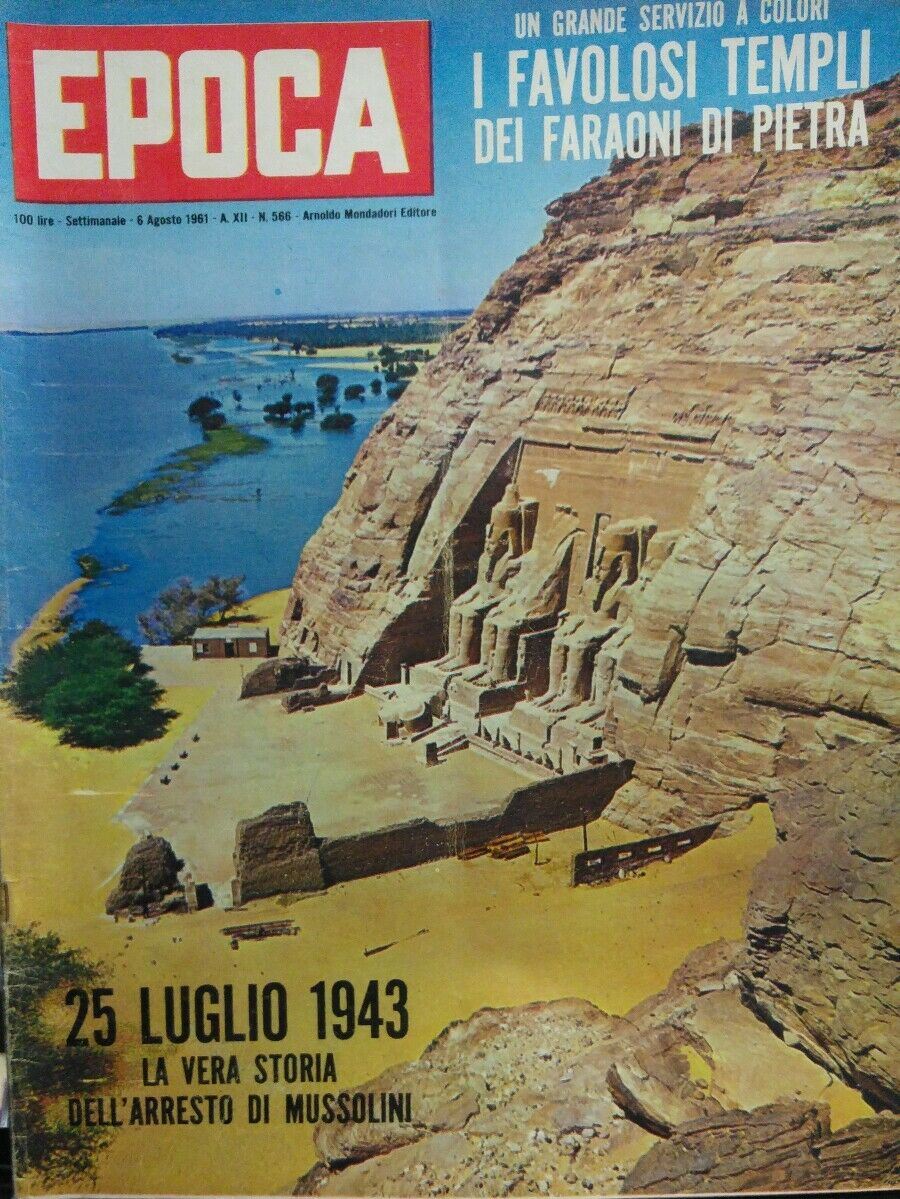 EPOCA
100 lire - Settimanale - 6 Agosto 1961 - A. XII - N. 566 - Arnoldo Mondadori Editore
UN GRANDE SERVIZIO A COLORI
I FAVOLOSI TEMPLI
DEI FARAONI DI PIETRA
25 LUGLIO 1943
LA VERA STORIA
DELL'ARRESTO DI MUSSOLINI